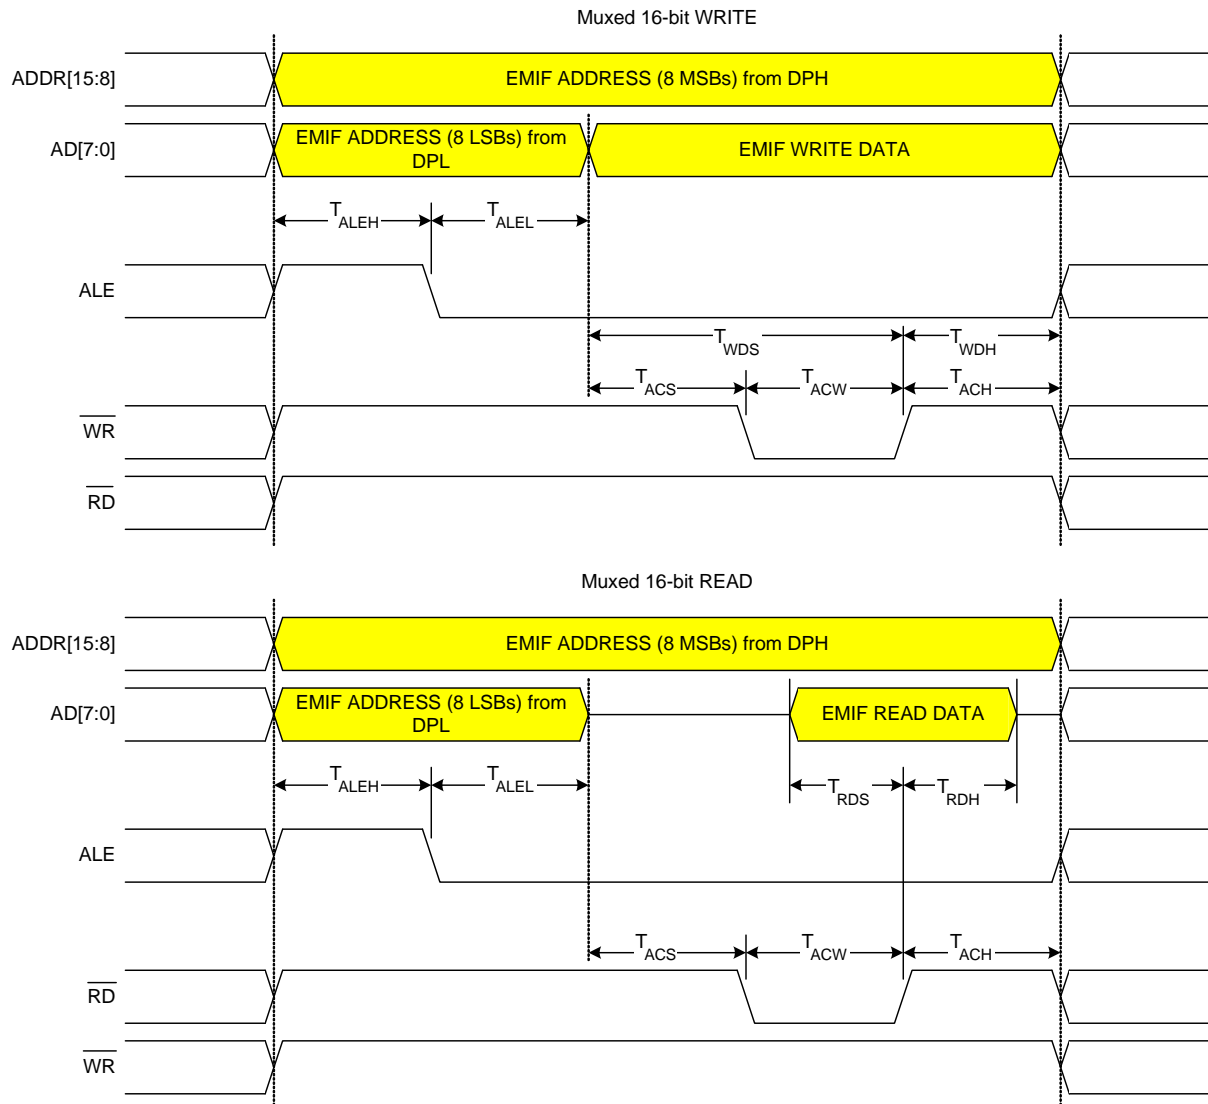 Muxed 16-bit WRITE
ADDR[15:8]
EMIF ADDRESS (8 MSBs) from DPH
AD[7:0]
EMIF ADDRESS (8 LSBs) from
DPL
EMIF WRITE DATA
TALEH
TALEL
ALE
TWDS
TWDH
TACS
TACW
TACH
WR
RD
Muxed 16-bit READ
ADDR[15:8]
EMIF ADDRESS (8 MSBs) from DPH
AD[7:0]
EMIF ADDRESS (8 LSBs) from
DPL
EMIF READ DATA
TALEH
TALEL
TRDS
TRDH
ALE
TACS
TACW
TACH
RD
WR